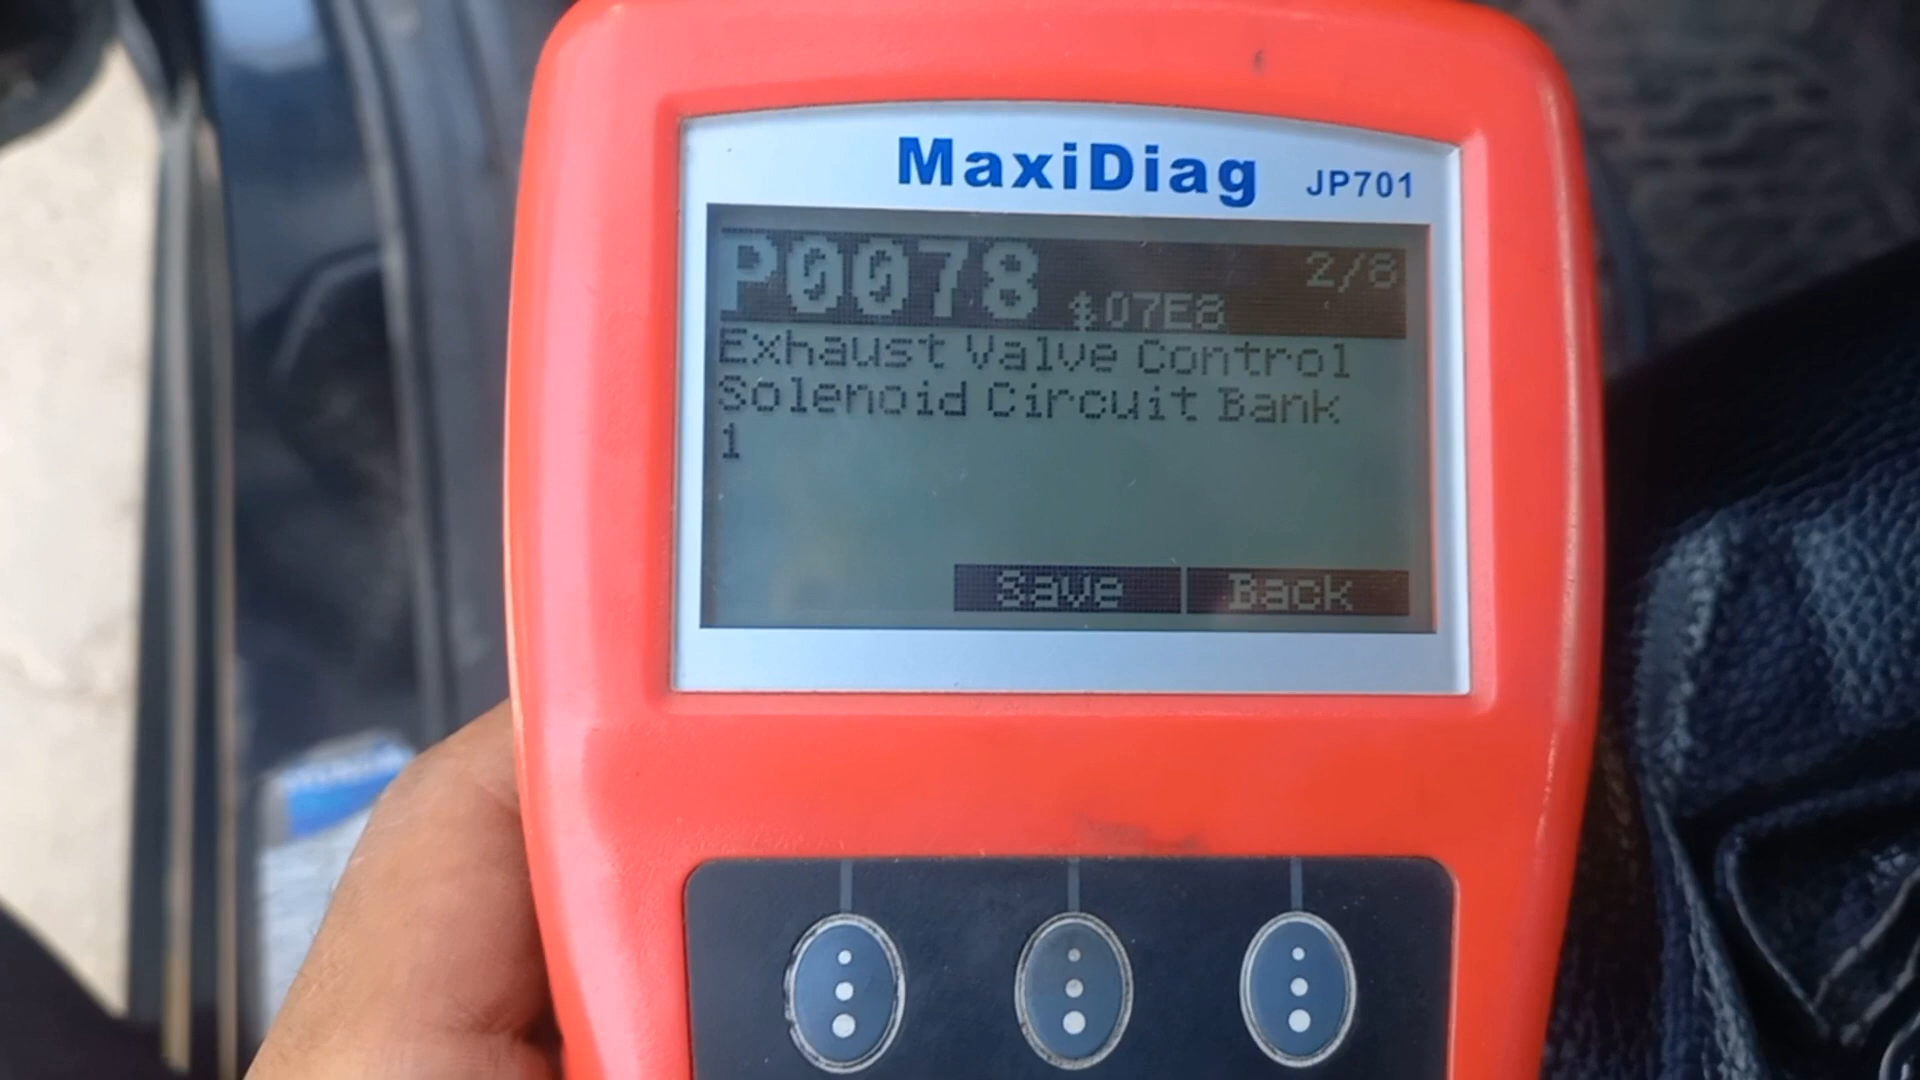 MaxiDiag JP701
P0078 $07E8 2/8
Exhaust Valve Control
Solenoid Circuit Bank
1
Save Back